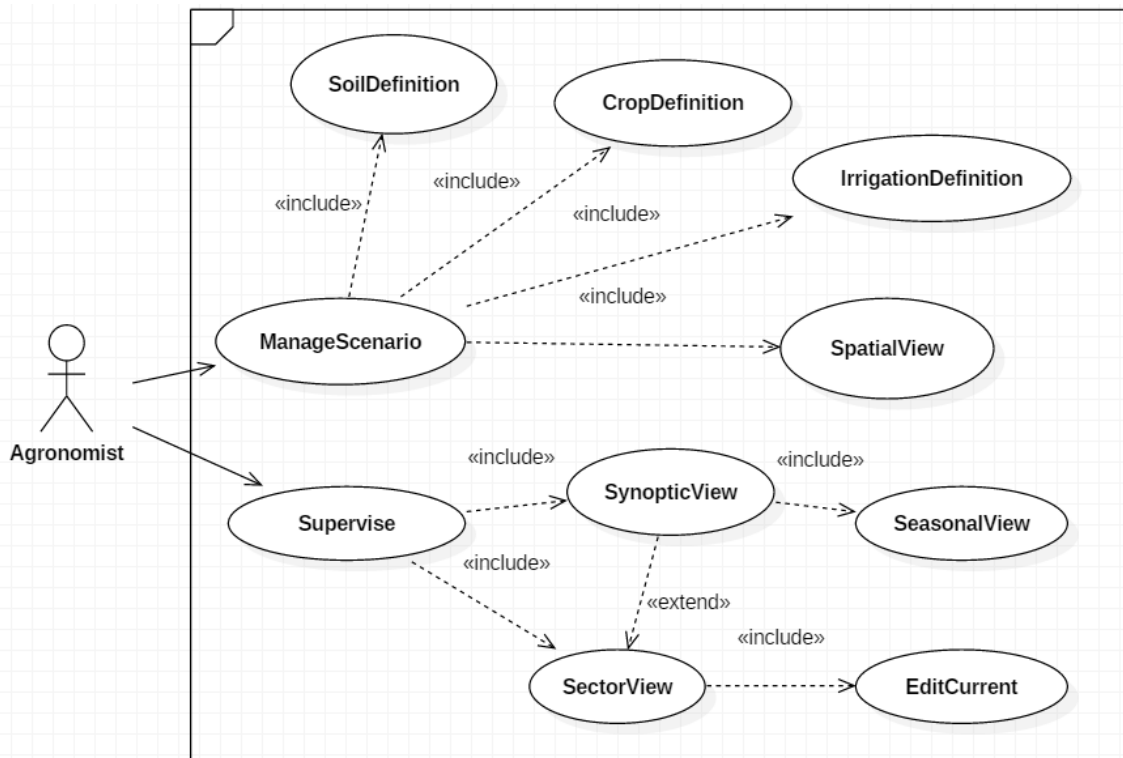 SoilDefinition
CropDefinition
IrrigationDefinition
«include»
«include»
«include»
«include»
ManageScenario
SpatialView
Agronomist
«include»
SynopticView
«include»
Supervise
SeasonalView
«include»
«extend»
«include»
SectorView
EditCurrent